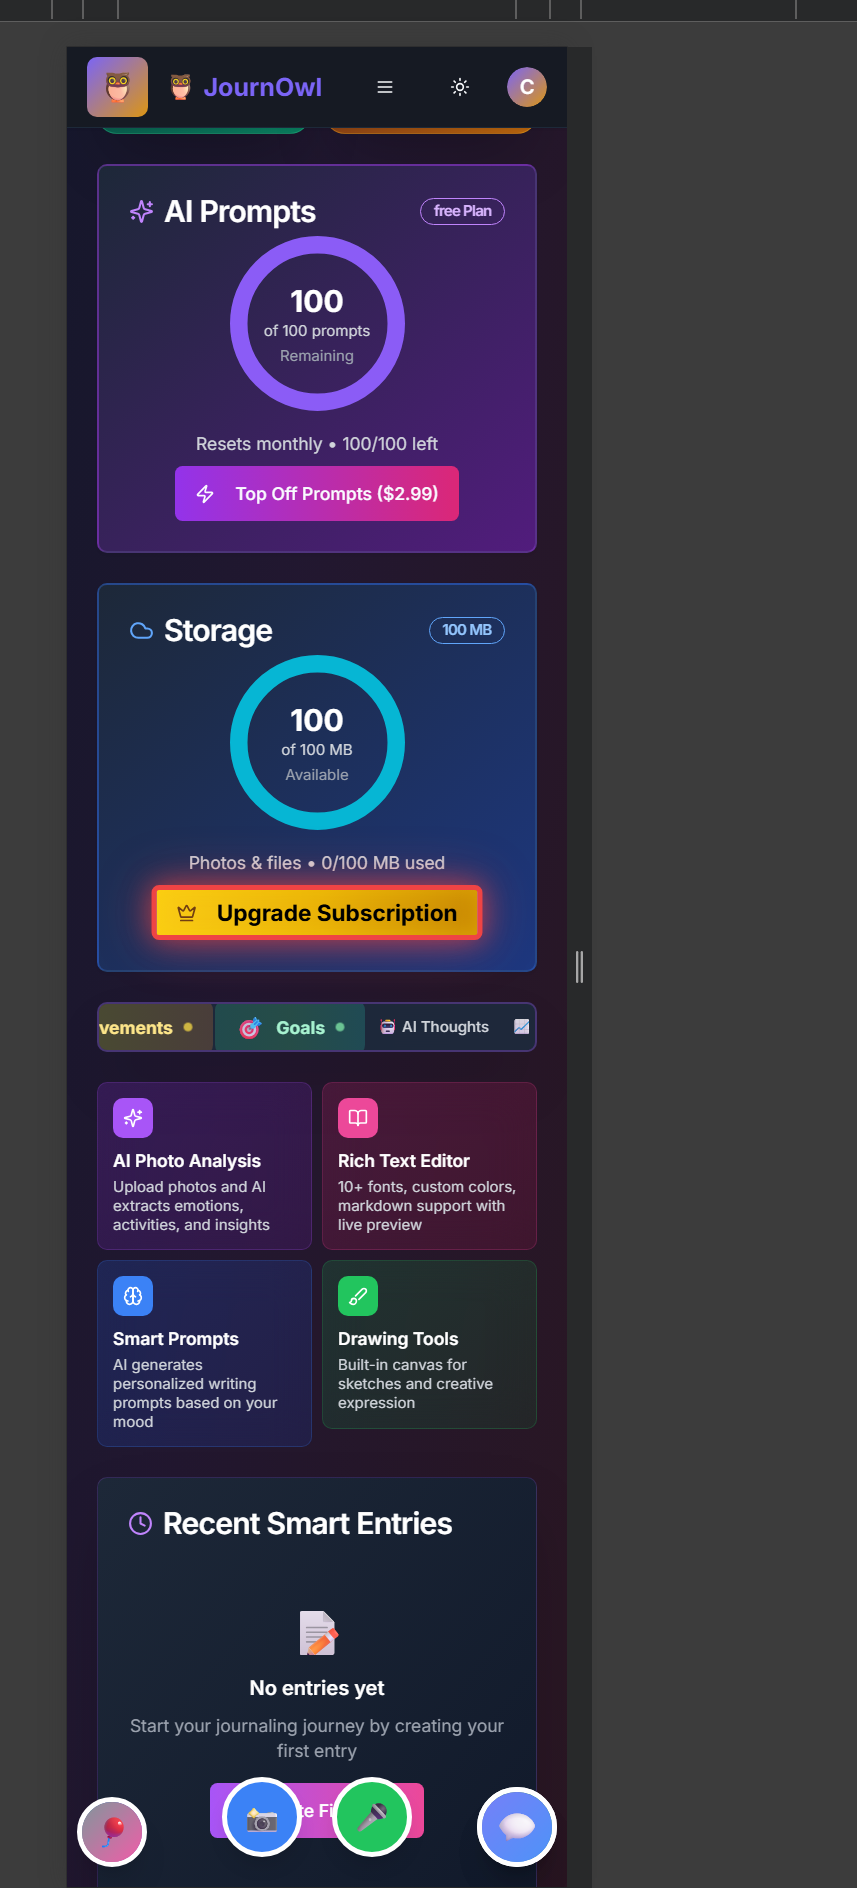 JournOwl
C
AI Prompts
free Plan
100
of 100 prompts
Remaining
Resets monthly • 100/100 left
Top Off Prompts ($2.99)
Storage
100 MB
100
of 100 MB
Available
Photos & files • 0/100 MB used
Upgrade Subscription
vements
Goals
AI Thoughts
AI Photo Analysis
Upload photos and AI
extracts emotions,
activities, and insights
Rich Text Editor
10+ fonts, custom colors,
markdown support with
live preview
Smart Prompts
AI generates
personalized writing
prompts based on your
mood
Drawing Tools
Built-in canvas for
sketches and creative
expression
Recent Smart Entries
No entries yet
Start your journaling journey by creating your
first entry
te Fi